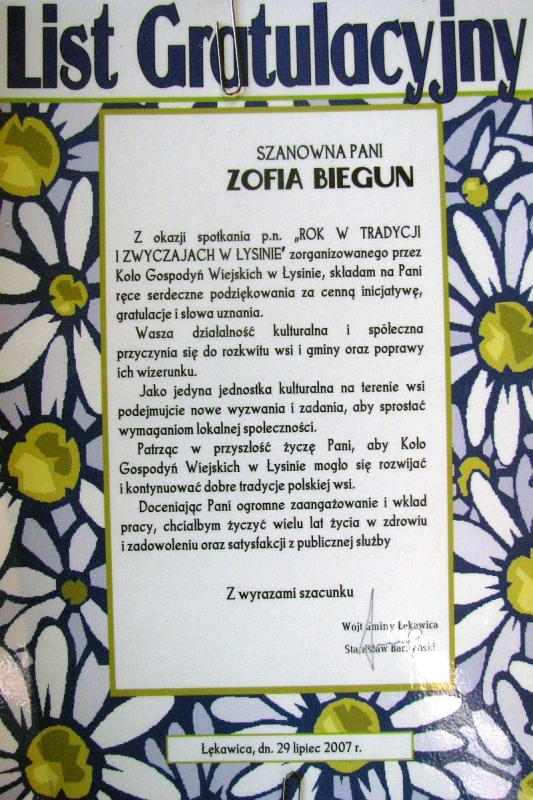 List Gratulacyjny
SZANOWNA PANI
ZOFIA BIEGUN
Z okazji spotkania p.n. „ROK W TRADYCJI
I ZWYCZAJACH W ŁYSINIE" zorganizowanego przez
Koło Gospodyń Wiejskich w Łysinie, składam na Pani
ręce serdeczne podziękowania za cenną inicjatywę,
gratulacje i słowa uznania.
Wasza działalność kulturalna i społeczna
przyczynia się do rozkwitu wsi i gminy oraz poprawy
ich wizerunku.
Jako jedyna jednostka kulturalna na terenie wsi
podejmujcie nowe wyzwania i zadania, aby sprostać
wymaganiom lokalnej społeczności.
Patrząc w przyszłość życzę Pani, aby Koło
Gospodyń Wiejskich w Łysinie mogło się rozwijać
i kontynuować dobre tradycje polskiej wsi.
Doceniając Pani ogromne zaangażowanie i wkład
pracy, chciałbym życzyć wielu lat życia w zdrowiu
i zadowoleniu oraz satysfakcji z publicznej służby
Z wyrazami szacunku
Wójt Gminy Łękawica
Stanisław
Łękawica, dn. 29 lipiec 2007 r.